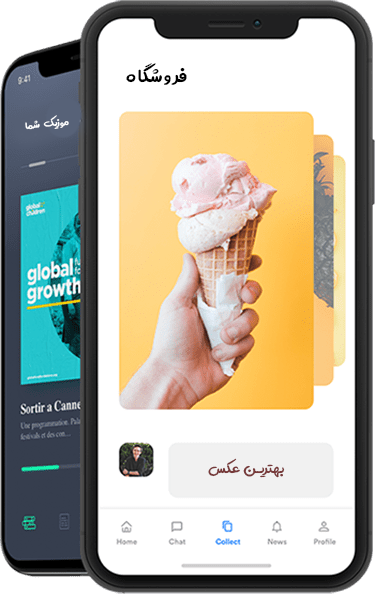 9:41
موزیک شما
global
children
global
growth
Sortir a Canne
Une programmation. Pala
festivals et des con…
فروشگاه
بهترین عکس
Home
Chat
Collect
News
Profile